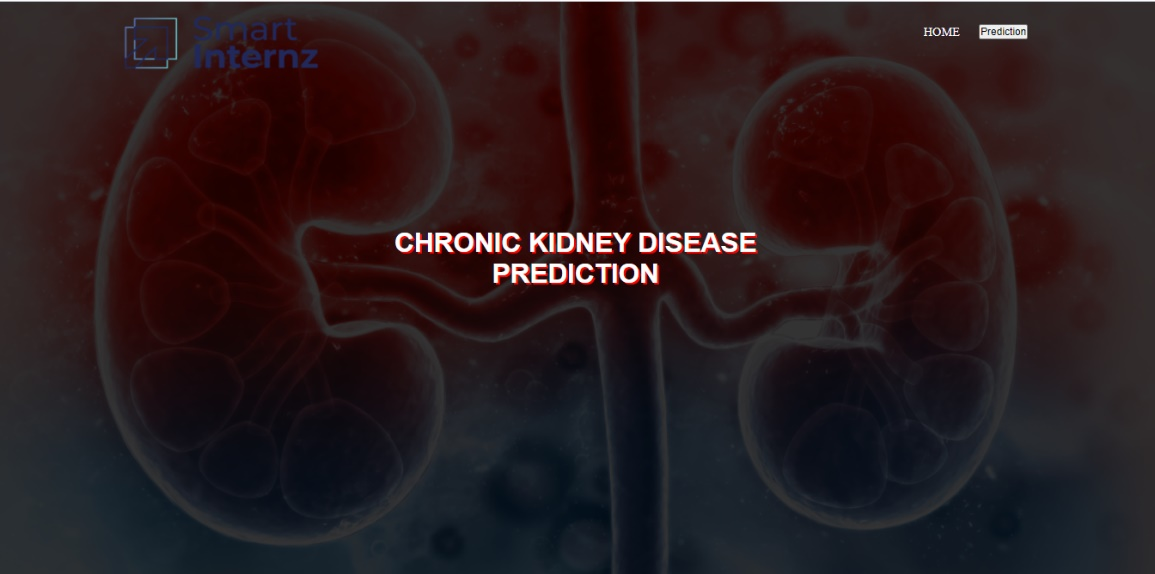 Smart
Internz
HOME
Prediction
CHRONIC KIDNEY DISEASE
PREDICTION